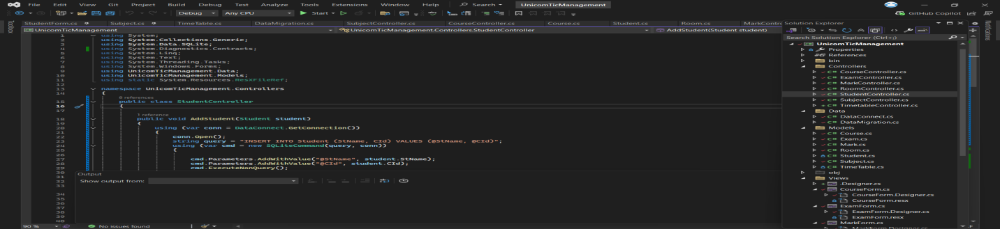 File Edit View Git Project Build Debug Test Analyze Tools Extensions Window Help Search UnicomTicManagement
Debug Any CPU Start GitHub Copilot
StudentForm.cs Subject.cs TimeTable.cs DataMigration.cs SubjectController.cs CourseController.cs Course.cs Student.cs Room.cs MarkContro
UnicomTicManagement UnicomTicManagement.Controllers.StudentController AddStudent(Student student)
Toolbox
1 using System;
2 using System.Collections.Generic;
3 using System.Data.SQLite;
4 using System.Diagnostics.Contracts;
5 using System.Linq;
6 using System.Text;
7 using System.Threading.Tasks;
8 using System.Windows.Forms;
9 using UnicomTicManagement.Data;
10 using UnicomTicManagement.Models;
11 using static System.Resources.ResXFileRef;
12
13 namespace UnicomTicManagement.Controllers
14 {
8 references
15 public class StudentController
16 {
17
1 reference
18 public void AddStudent(Student student)
19 {
20 using (var conn = DataConnect.GetConnection())
21 {
22 conn.Open();
23 string query = "INSERT INTO Student (StName, CId) VALUES (@StName, @CId)";
24 using (var cmd = new SQLiteCommand(query, conn))
25 {
26
27 cmd.Parameters.AddWithValue("@StName", student.StName);
28 cmd.Parameters.AddWithValue("@CId", student.CId);
29 cmd.ExecuteNonQuery();
30
31
32
33
34
35
36
37
38
39
40
Output
Show output from:
90 % No issues found
Solution Explorer
Search Solution Explorer (Ctrl+;)
UnicomTicManagement
Properties
References
bin
Controllers
C# CourseController.cs
C# ExamController.cs
C# MarkController.cs
C# RoomController.cs
C# StudentController.cs
C# SubjectController.cs
C# TimetableController.cs
Data
C# DataConnect.cs
C# DataMigration.cs
Models
C# Course.cs
C# Exam.cs
C# Mark.cs
C# Room.cs
C# Student.cs
C# Subject.cs
C# TimeTable.cs
obj
Views
.Designer.cs
CourseForm.cs
CourseForm.Designer.cs
CourseForm.resx
ExamForm.cs
ExamForm.Designer.cs
ExamForm.resx
MarkForm.cs
MarkForm.Designer.cs
Notifications